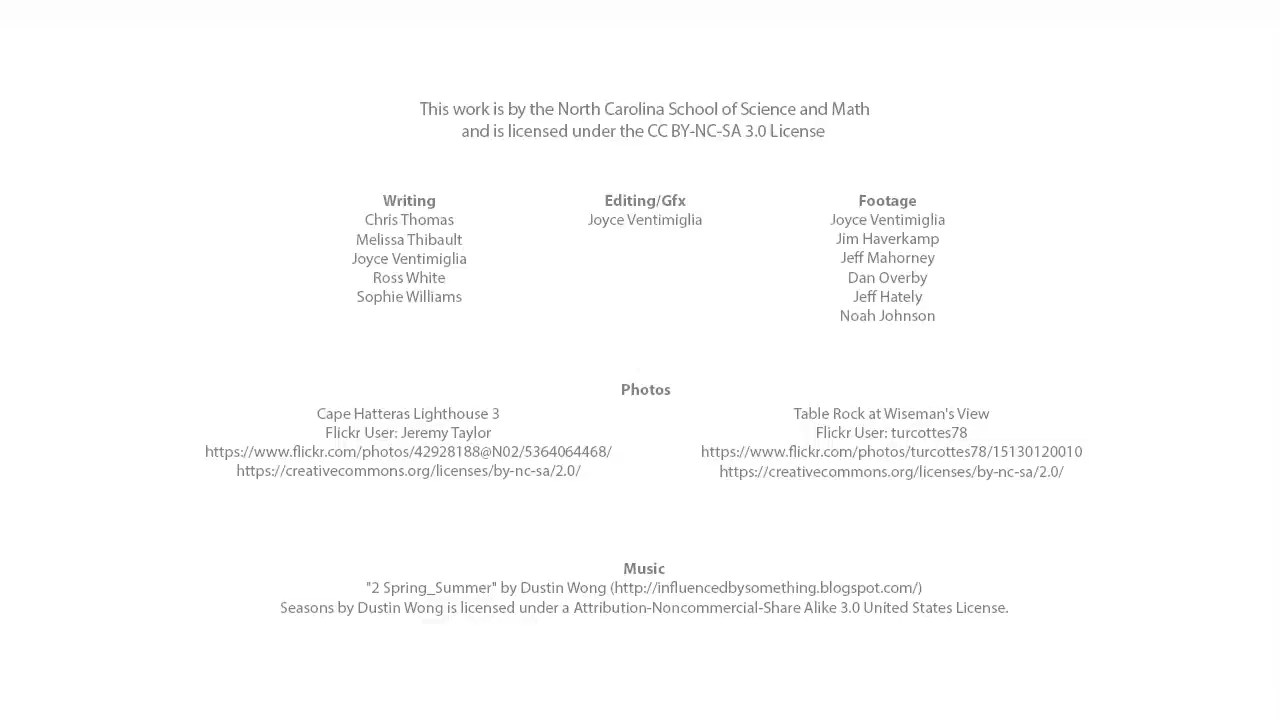 This work is by the North Carolina School of Science and Math
and is licensed under the CC BY-NC-SA 3.0 License
Writing
Chris Thomas
Melissa Thibault
Joyce Ventimiglia
Ross White
Sophie Williams
Editing/Gfx
Joyce Ventimiglia
Footage
Joyce Ventimiglia
Jim Haverkamp
Jeff Mahorney
Dan Overby
Jeff Hately
Noah Johnson
Photos
Cape Hatteras Lighthouse 3
Flickr User: Jeremy Taylor
https://www.flickr.com/photos/42928188@N02/5364064468/
https://creativecommons.org/licenses/by-nc-sa/2.0/
Table Rock at Wiseman's View
Flickr User: turcottes78
https://www.flickr.com/photos/turcottes78/15130120010
https://creativecommons.org/licenses/by-nc-sa/2.0/
Music
"2 Spring_Summer" by Dustin Wong (http://influencedbysomething.blogspot.com/)
Seasons by Dustin Wong is licensed under a Attribution-Noncommercial-Share Alike 3.0 United States License.